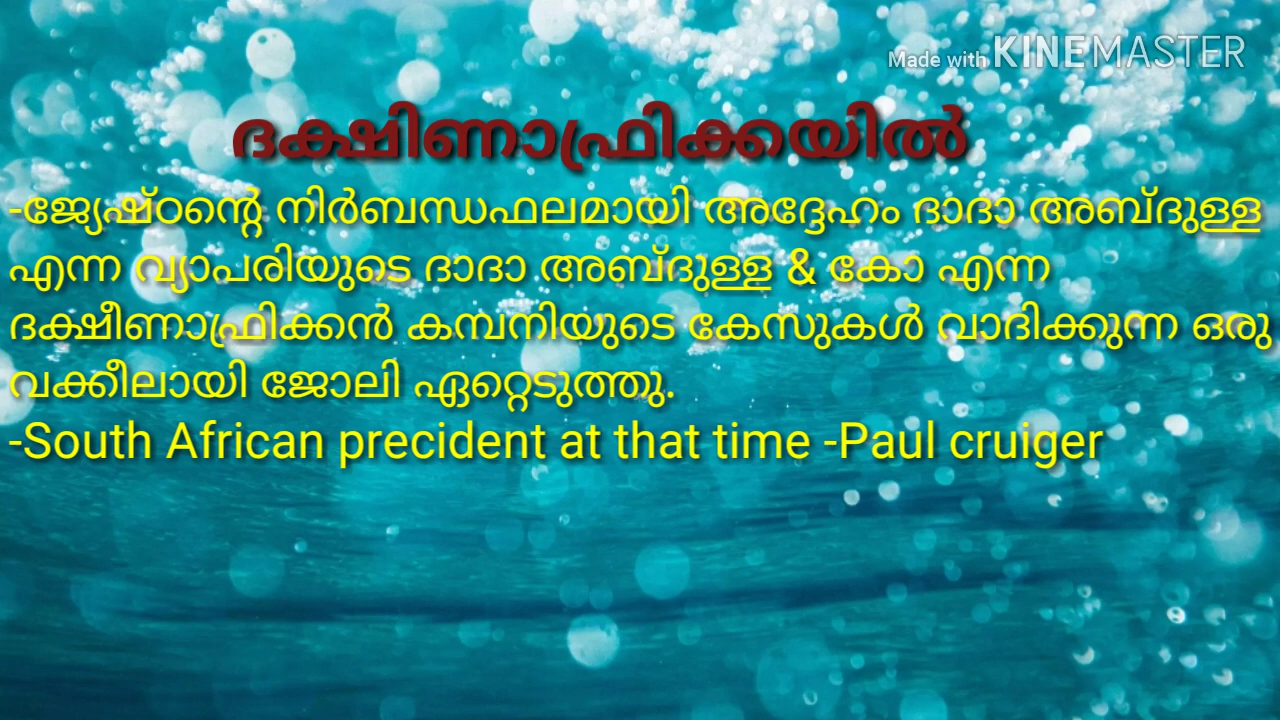 Made with KINEMASTER
ദക്ഷിണാഫ്രിക്കയിൽ
-ജ്യേഷ്ഠൻ്റെ നിർബന്ധഫലമായി അദ്ദേഹം ദാദാ അബ്ദുള്ള
എന്ന വ്യാപരിയുടെ ദാദാ അബ്ദുള്ള & കോ എന്ന
ദക്ഷീണാഫ്രിക്കൻ കമ്പനിയുടെ കേസുകൾ വാദിക്കുന്ന ഒരു
വക്കീലായി ജോലി ഏറ്റെടുത്തു.
-South African precident at that time -Paul cruiger